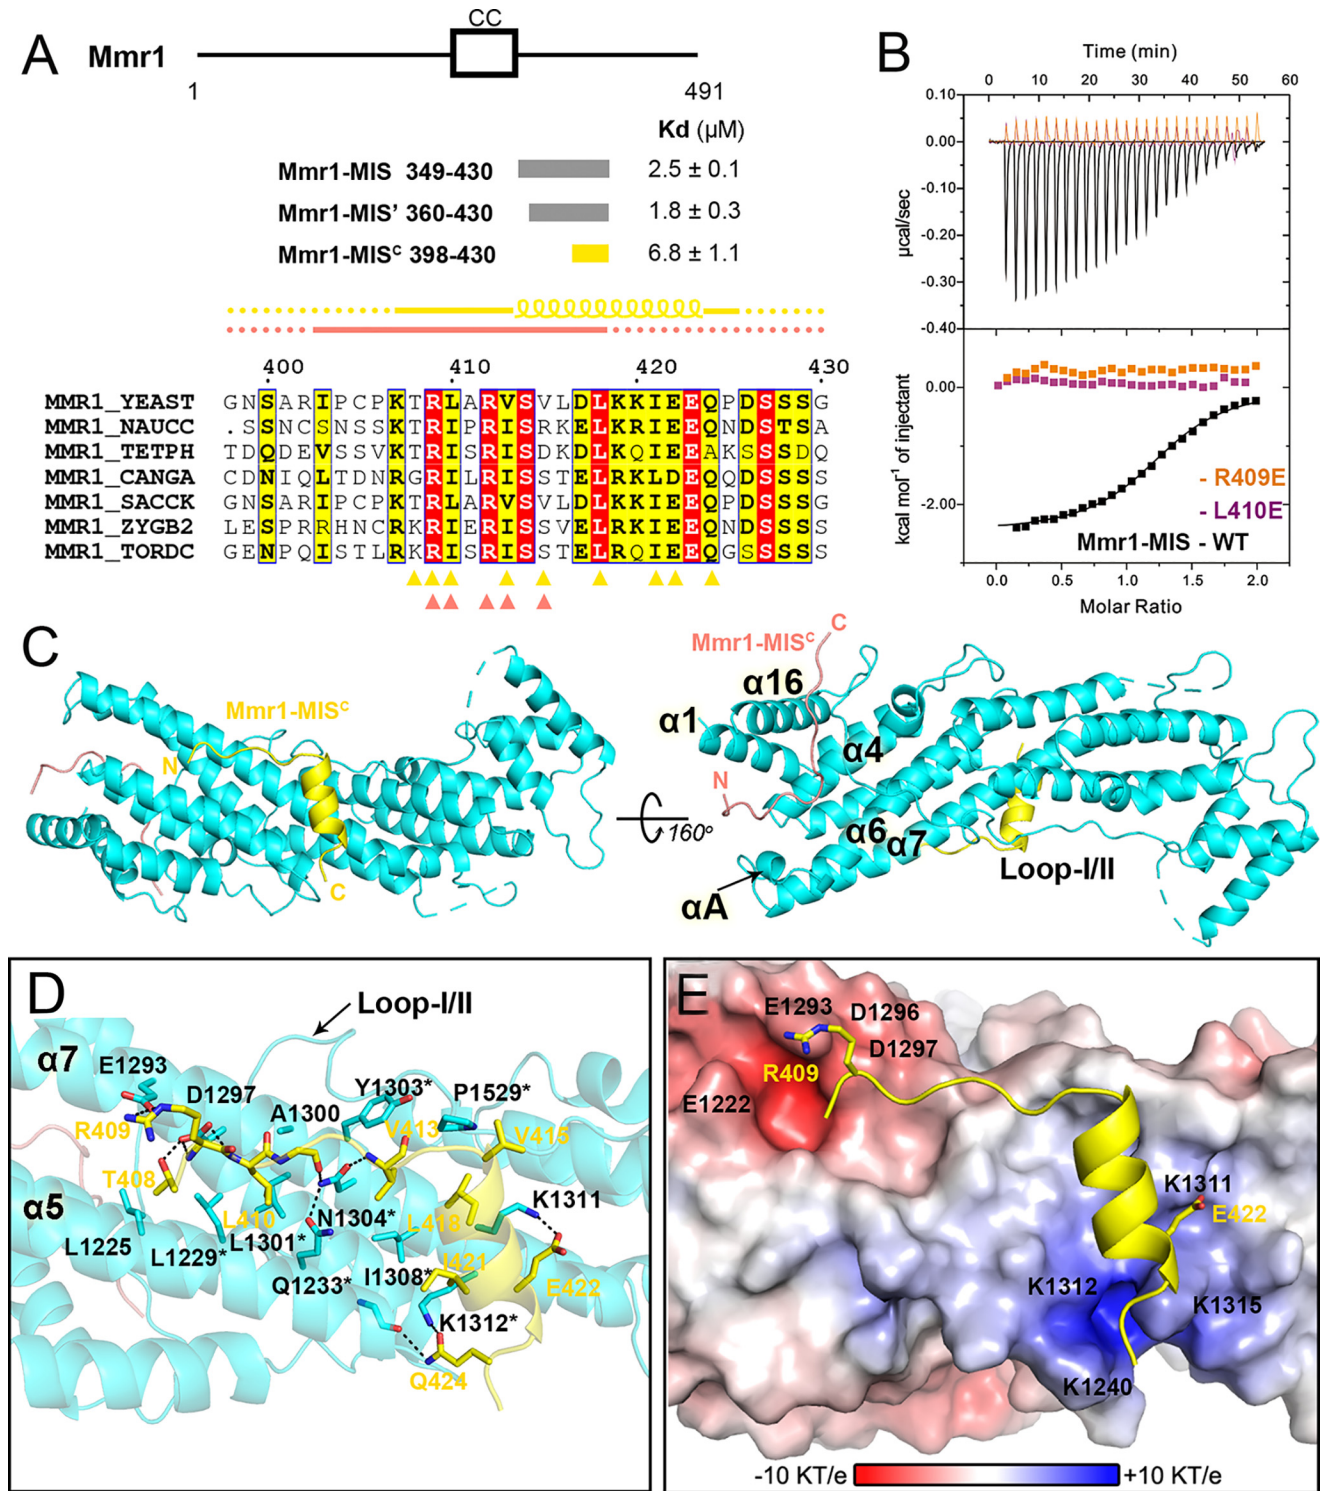 A
CC
Mmr1
1
491
Kd (µM)
Mmr1-MIS 349-430
2.5 ± 0.1
Mmr1-MIS’ 360-430
1.8 ± 0.3
Mmr1-MISᶜ 398-430
6.8 ± 1.1
400 410 420 430
MMR1_YEAST GNSARIPCPKTRLARVSVLDLKKIEEQPDSSSG
MMR1_NAUCC .SSNCSNSSKTRIPRISRKELKRIEEQNDSTSA
MMR1_TETPH TDQDEVSSVKTRISRISDKDLKQIEEAKSSSDQ
MMR1_CANGA CDNIQLTDNRGRILRISSTELRKLDEQQDSSSS
MMR1_SACCK GNSARIPCPKTRLARVSVLDLKKIEEQPDSSSG
MMR1_ZYGB2 LESPRRHNCRKRIERISSVELRKIEEQNDSSSS
MMR1_TORDC GENPQISTLRKRISRISSTELRQIEEQGSSSSS
B
Time (min)
0 10 20 30 40 50 60
0.10
0.00
-0.10
-0.20
-0.30
-0.40
µcal/sec
0.00
-2.00
kcal mol⁻¹ of injectant
- R409E
- L410E
Mmr1-MIS - WT
0.0 0.5 1.0 1.5 2.0
Molar Ratio
C
Mmr1-MISᶜ
N
C
160°
Mmr1-MISᶜ
C
α16
α1
α4
N
α6
α7
Loop-I/II
αA
D
Loop-I/II
α7
E1293
D1297
A1300
Y1303*
P1529*
R409
V413
V415
T408
α5
K1311
L410
N1304*
L418
L1225
L1229*
L1301*
Q1233*
I1308*
I421
E422
K1312*
Q424
E
E1293
D1296
D1297
R409
E1222
K1311
E422
K1312
K1315
K1240
-10 KT/e
+10 KT/e